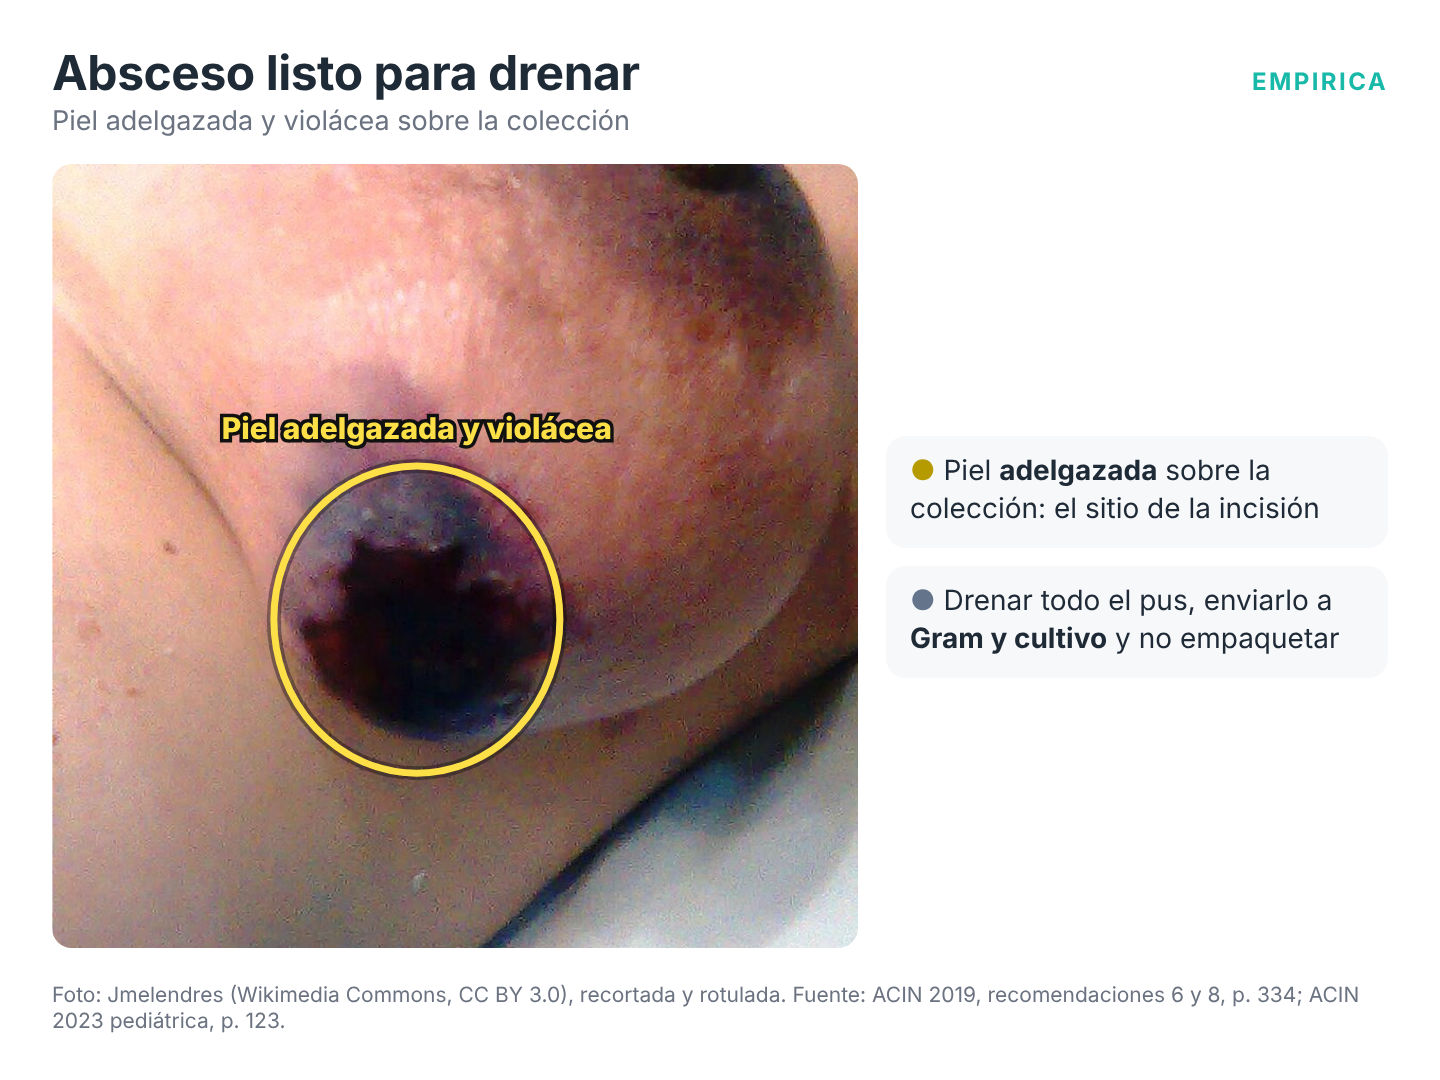 Absceso listo para drenar
EMPIRICA
Piel adelgazada y violácea sobre la colección
Piel adelgazada y violácea
Piel adelgazada sobre la
colección: el sitio de la incisión
Drenar todo el pus, enviarlo a
Gram y cultivo y no empaquetar
Foto: Jmelendres (Wikimedia Commons, CC BY 3.0), recortada y rotulada. Fuente: ACIN 2019, recomendaciones 6 y 8, p. 334; ACIN
2023 pediátrica, p. 123.